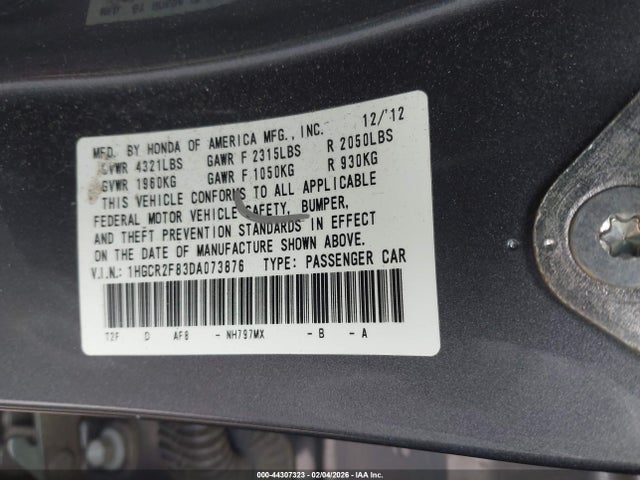 MFD. BY HONDA OF AMERICA MFG., INC. 12/'12
GVWR 4321LBS GAWR F 2315LBS R 2050LBS
GVWR 1960KG GAWR F 1050KG R 930KG
THIS VEHICLE CONFORMS TO ALL APPLICABLE
FEDERAL MOTOR VEHICLE SAFETY, BUMPER,
AND THEFT PREVENTION STANDARDS IN EFFECT
ON THE DATE OF MANUFACTURE SHOWN ABOVE.
V.I.N.: 1HGCR2F83DA073876 TYPE: PASSENGER CAR
T2F D AF8 - NH797MX - B - A
000-44307323 - 02/04/2026 - IAA Inc.